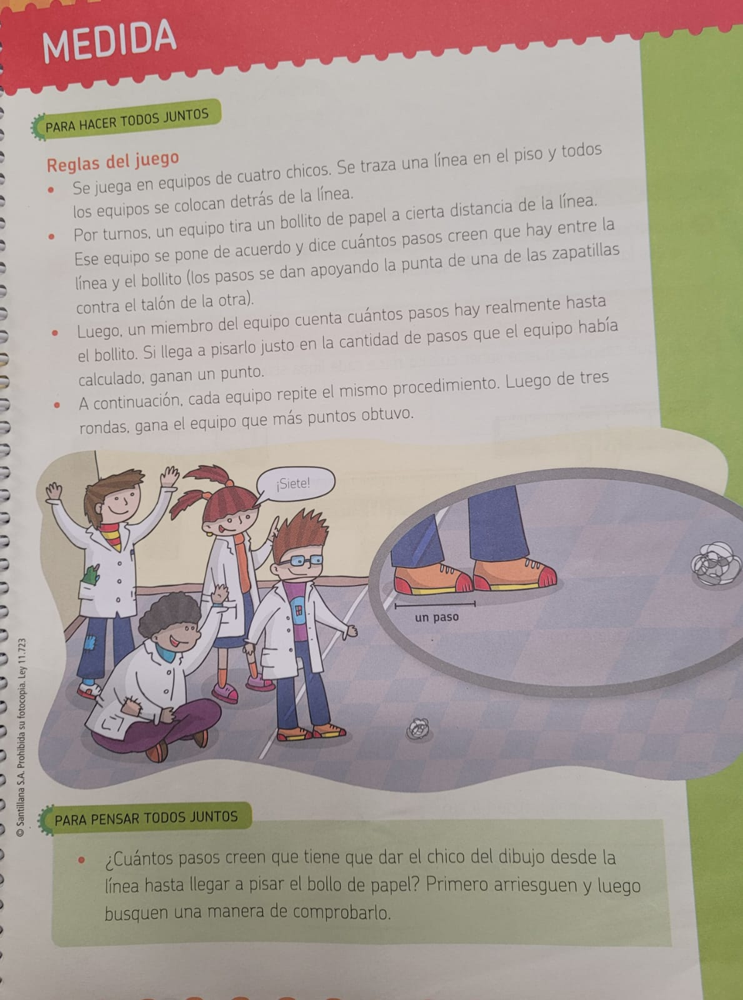 MEDIDA
PARA HACER TODOS JUNTOS
Reglas del juego
• Se juega en equipos de cuatro chicos. Se traza una línea en el piso y todos
los equipos se colocan detrás de la línea.
• Por turnos, un equipo tira un bollito de papel a cierta distancia de la línea.
Ese equipo se pone de acuerdo y dice cuántos pasos creen que hay entre la
línea y el bollito (los pasos se dan apoyando la punta de una de las zapatillas
contra el talón de la otra).
• Luego, un miembro del equipo cuenta cuántos pasos hay realmente hasta
el bollito. Si llega a pisarlo justo en la cantidad de pasos que el equipo había
calculado, ganan un punto.
• A continuación, cada equipo repite el mismo procedimiento. Luego de tres
rondas, gana el equipo que más puntos obtuvo.
¡Siete!
un paso
© Santillana S.A. Prohibida su fotocopia. Ley 11.723
PARA PENSAR TODOS JUNTOS
• ¿Cuántos pasos creen que tiene que dar el chico del dibujo desde la
línea hasta llegar a pisar el bollo de papel? Primero arriesguen y luego
busquen una manera de comprobarlo.